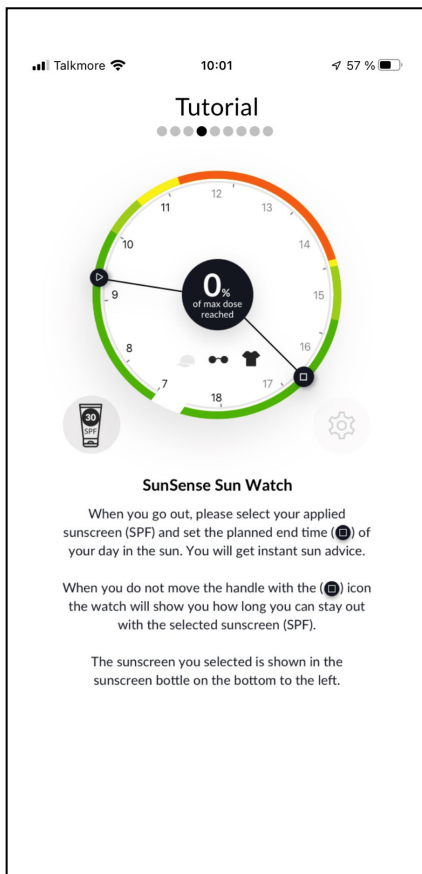 Talkmore 10:01 57 %
Tutorial
12
11 13
10 14
0%
of max dose
reached
9 15
8 16
7 17
18
30
SPF
SunSense Sun Watch
When you go out, please select your applied
sunscreen (SPF) and set the planned end time ( ) of
your day in the sun. You will get instant sun advice.
When you do not move the handle with the ( ) icon
the watch will show you how long you can stay out
with the selected sunscreen (SPF).
The sunscreen you selected is shown in the
sunscreen bottle on the bottom to the left.